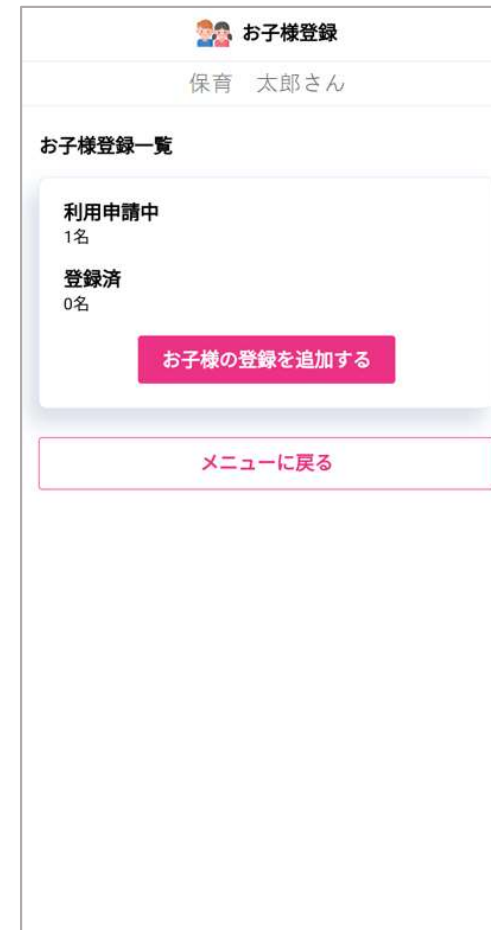 お子様登録
保育　太郎さん
お子様登録一覧
利用申請中
1名
登録済
0名
お子様の登録を追加する
メニューに戻る